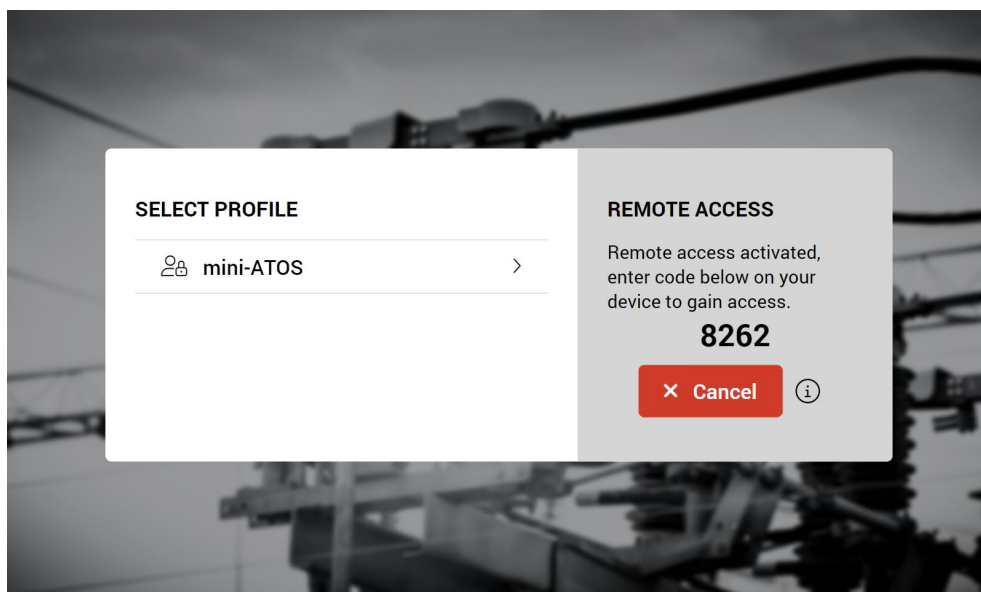 SELECT PROFILE
mini-ATOS
REMOTE ACCESS
Remote access activated,
enter code below on your
device to gain access.
8262
Cancel